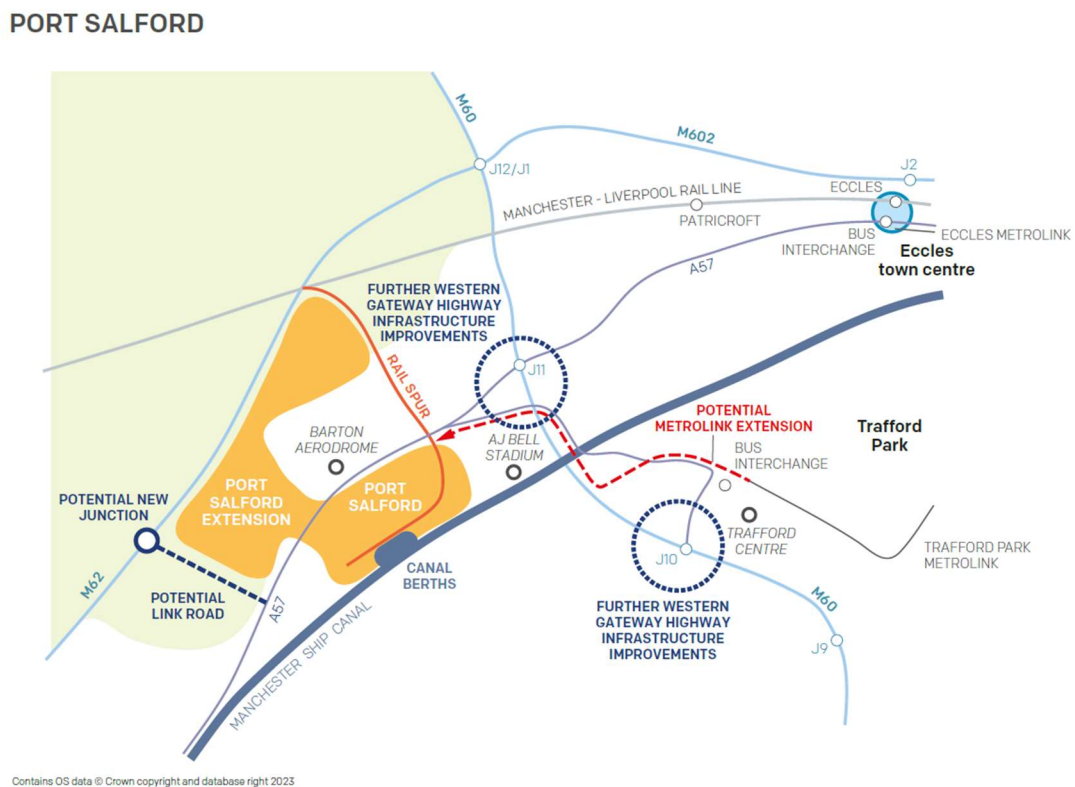 PORT SALFORD
M60
M602
J12/J1
J2
MANCHESTER - LIVERPOOL RAIL LINE
ECCLES
PATRICROFT
BUS
INTERCHANGE
ECCLES METROLINK
Eccles
town centre
A57
FURTHER WESTERN
GATEWAY HIGHWAY
INFRASTRUCTURE
IMPROVEMENTS
J11
RAIL SPUR
POTENTIAL
METROLINK EXTENSION
Trafford
Park
BARTON
AERODROME
AJ BELL
STADIUM
BUS
INTERCHANGE
PORT
SALFORD
EXTENSION
PORT
SALFORD
POTENTIAL NEW
JUNCTION
TRAFFORD
CENTRE
J10
TRAFFORD PARK
METROLINK
CANAL
BERTHS
M62
POTENTIAL
LINK ROAD
A57
MANCHESTER SHIP CANAL
FURTHER WESTERN
GATEWAY HIGHWAY
INFRASTRUCTURE
IMPROVEMENTS
M60
J9
Contains OS data © Crown copyright and database right 2023